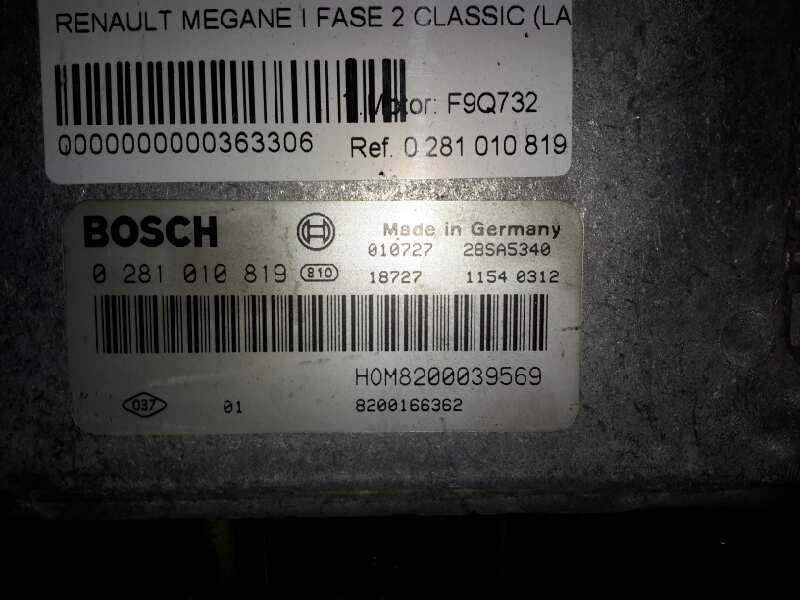 RENAULT MEGANE I FASE 2 CLASSIC (LA
Motor: F9Q732
0000000000363306
Ref. 0 281 010 819
BOSCH
Made in Germany
010727 28SA5340
0 281 010 819 810
18727 1154 0312
HOM8200039569
037 01 8200166362